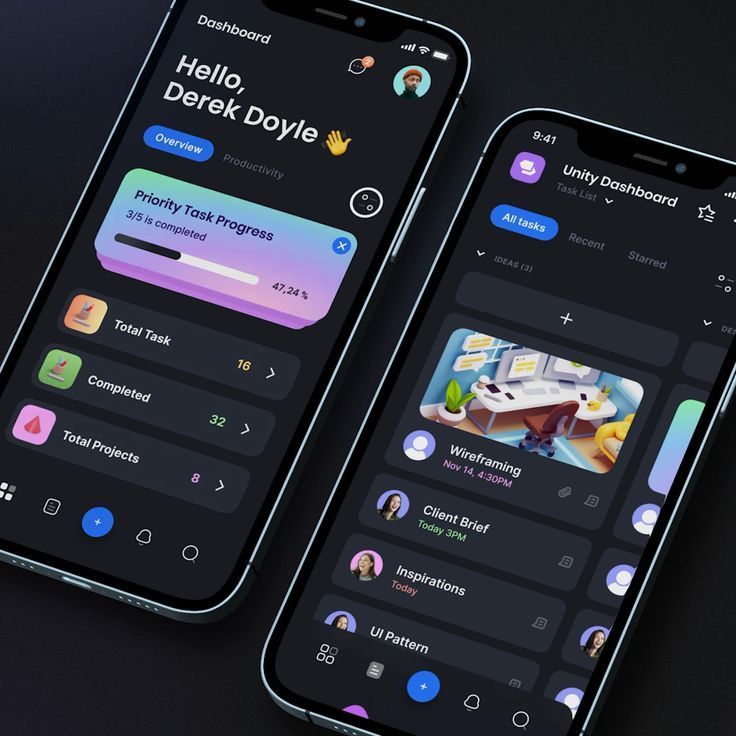 Dashboard
2
Hello,
Derek Doyle 👋
Overview
Productivity
Priority Task Progress
3/5 is completed
47,24 %
Total Task
16
Completed
32
Total Projects
8
9:41
Unity Dashboard
Task List
All tasks
Recent
Starred
IDEAS (3)
Wireframing
Nov 14, 4:30PM
Client Brief
Today 3PM
Inspirations
Today
UI Pattern